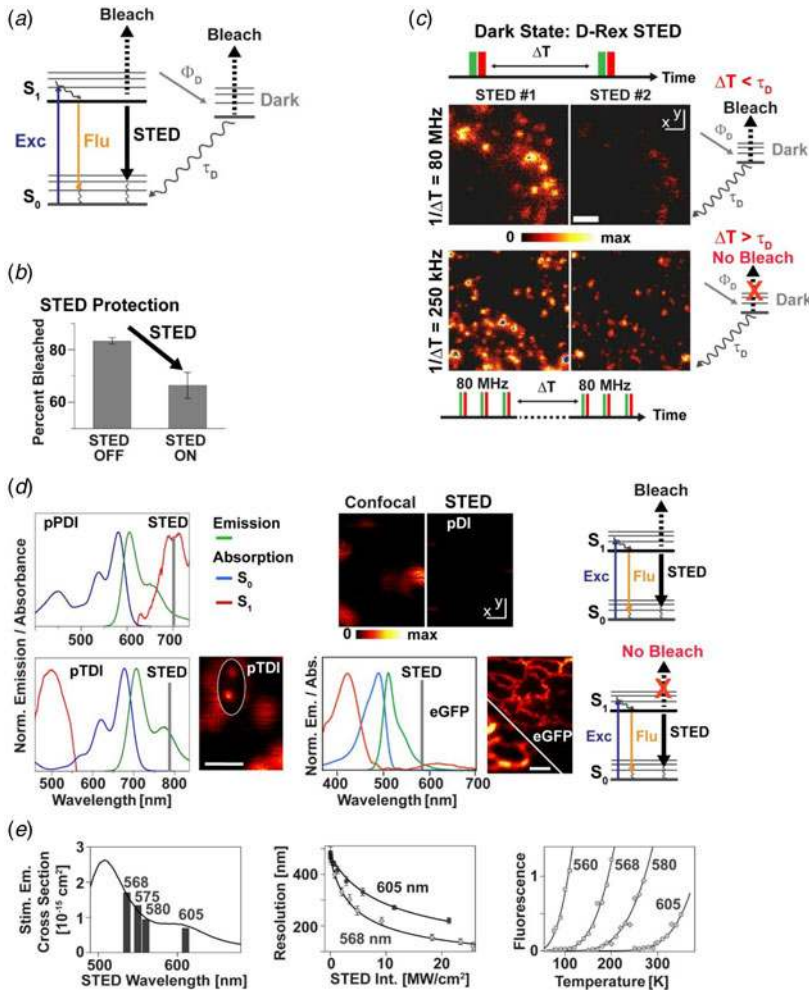 (a)
Bleach
Bleach
S1
ΦD
Dark
Exc
Flu
STED
τD
S0
(b)
STED Protection
STED
Percent Bleached
80
60
STED OFF
STED ON
(c)
Dark State: D-Rex STED
ΔT
Time
STED #1
STED #2
y
x
1/ΔT = 80 MHz
0
max
1/ΔT = 250 kHz
80 MHz
ΔT
80 MHz
Time
ΔT < τD
Bleach
ΦD
Dark
τD
ΔT > τD
No Bleach
X
ΦD
Dark
τD
(d)
Norm. Emission / Absorbance
pPDI
STED
500 600 700
Emission
Absorption
S0
S1
Confocal
STED
pDI
y
x
0
max
Bleach
S1
Exc
Flu
STED
S0
pTDI
STED
500 600 700 800
Wavelength [nm]
pTDI
Norm. Em. / Abs.
STED
eGFP
400 500 600 700
Wavelength [nm]
eGFP
No Bleach
X
S1
Exc
Flu
STED
S0
(e)
Stim. Em.
Cross Section
[10-15 cm2]
3
2
1
0
568
575
580
605
500 600
STED Wavelength [nm]
Resolution [nm]
400
200
605 nm
568 nm
0 10 20
STED Int. [MW/cm2]
Fluorescence
1
0
560
568
580
605
100 200 300
Temperature [K]